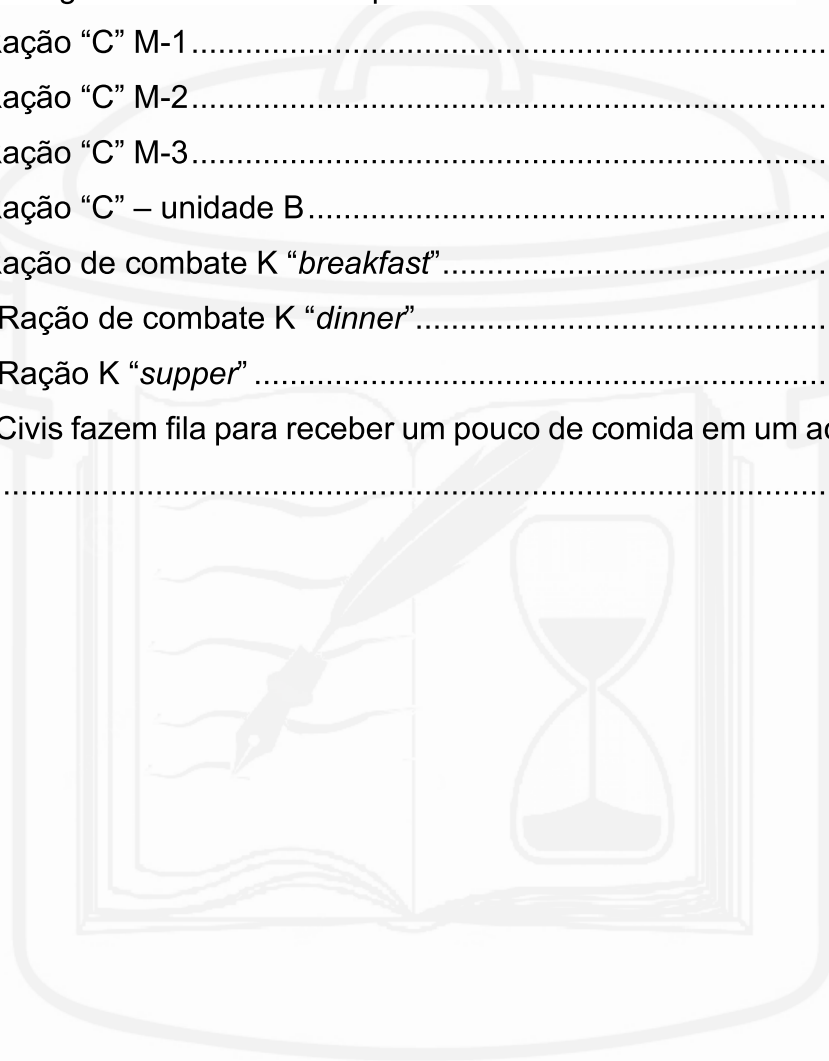 ação “C” M-1................................................................................
ação “C” M-2................................................................................
ação “C” M-3................................................................................
ação “C” – unidade B................................................................
ação de combate K “breakfast”................................................
Ração de combate K “dinner”...................................................
Ração K “supper” .......................................................................
Civis fazem fila para receber um pouco de comida em um
................................................................................................